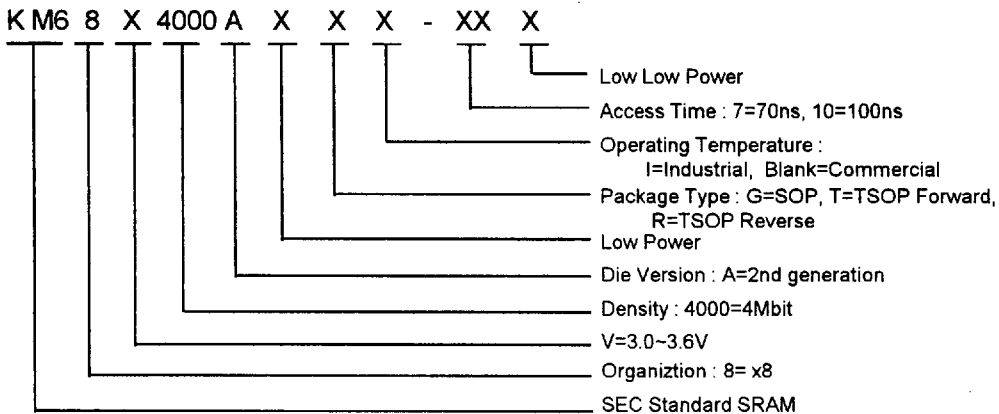 KM6 8 X 4000 A X X X - XX X
Low Low Power
Access Time : 7=70ns, 10=100ns
Operating Temperature :
I=Industrial, Blank=Commercial
Package Type : G=SOP, T=TSOP Forward,
R=TSOP Reverse
Low Power
Die Version : A=2nd generation
Density : 4000=4Mbit
V=3.0~3.6V
Organiztion : 8= x8
SEC Standard SRAM